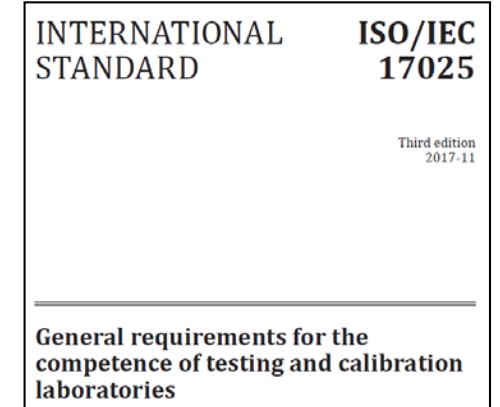 INTERNATIONAL STANDARD
ISO/IEC 17025
Third edition
2017-11
General requirements for the
competence of testing and calibration
laboratories